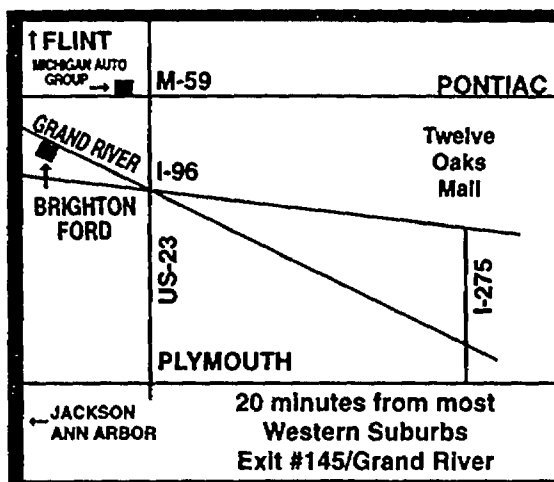 ↑FLINT
MICHIGAN AUTO
GROUP →
M-59
PONTIAC
GRAND RIVER
Twelve
Oaks
Mall
I-96
BRIGHTON
FORD
US-23
I-275
PLYMOUTH
←JACKSON
ANN ARBOR
20 minutes from most
Western Suburbs
Exit #145/Grand River